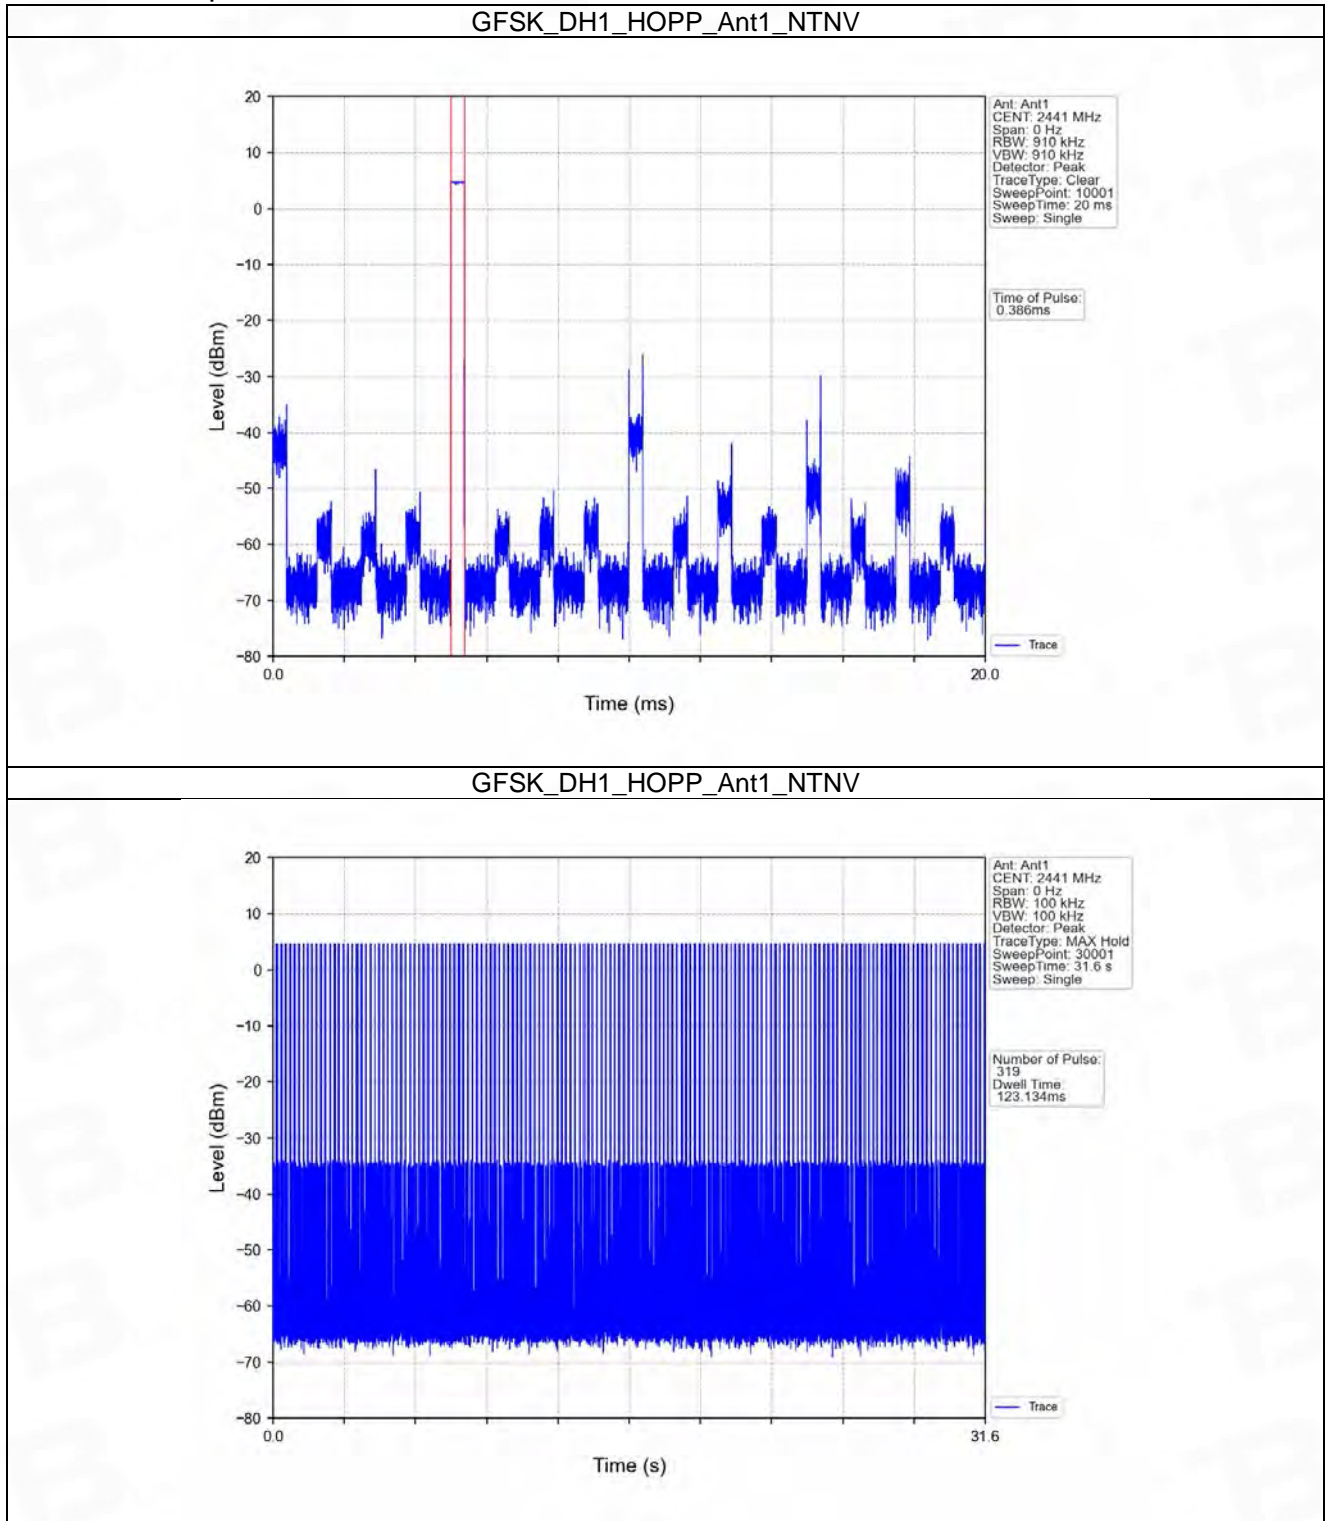 GFSK_DH1_HOPP_Ant1_NTNV
20
10
0
−10
−20
−30
−40
−50
−60
−70
−80
Level (dBm)
0.0
20.0
Time (ms)
Ant: Ant1
CENT: 2441 MHz
Span: 0 Hz
RBW: 910 kHz
VBW: 910 kHz
Detector: Peak
TraceType: Clear
SweepPoint: 10001
SweepTime: 20 ms
Sweep: Single
Time of Pulse:
0.386ms
Trace
GFSK_DH1_HOPP_Ant1_NTNV
20
10
0
−10
−20
−30
−40
−50
−60
−70
−80
Level (dBm)
0.0
31.6
Time (s)
Ant: Ant1
CENT: 2441 MHz
Span: 0 Hz
RBW: 100 kHz
VBW: 100 kHz
Detector: Peak
TraceType: MAX Hold
SweepPoint: 30001
SweepTime: 31.6 s
Sweep: Single
Number of Pulse:
319
Dwell Time
123.134ms
Trace